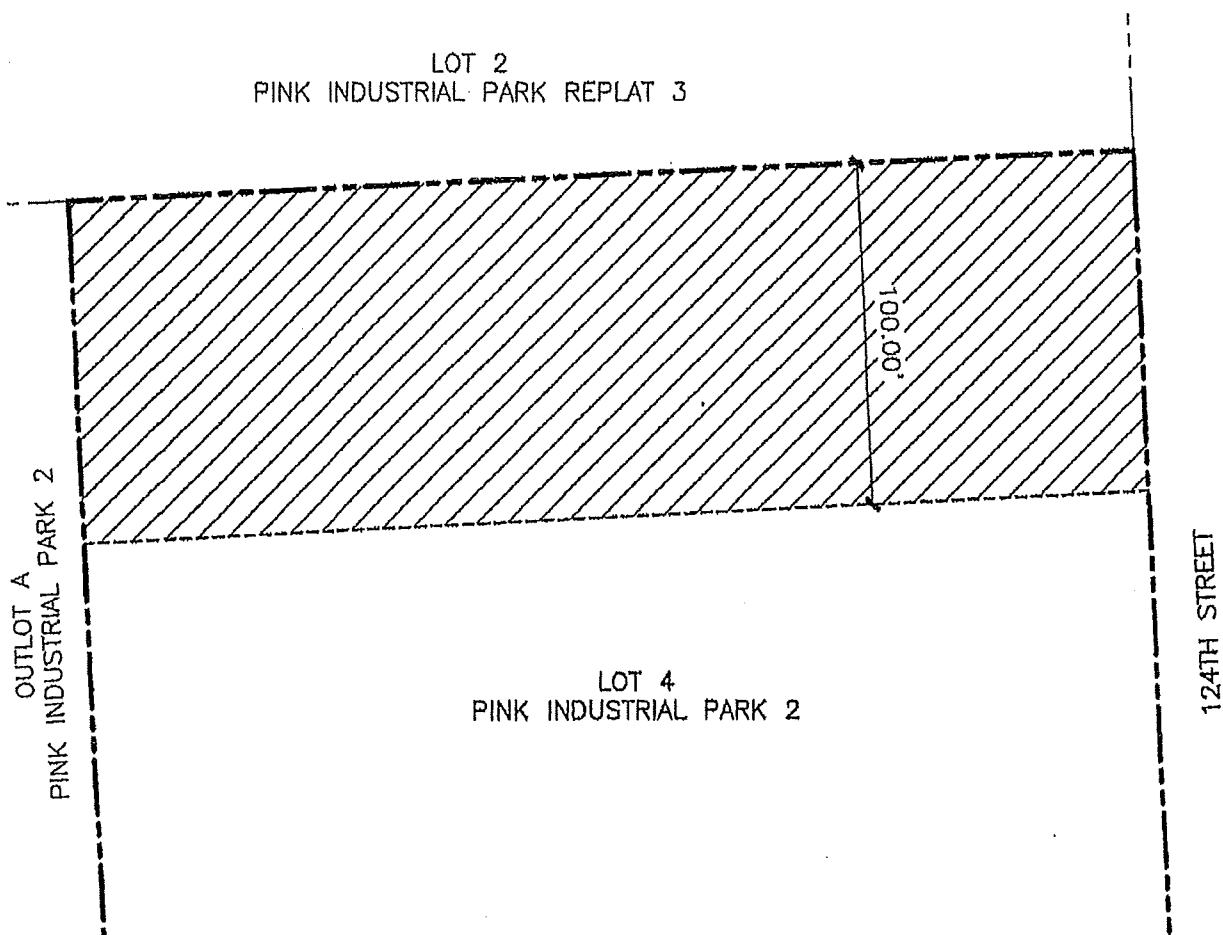 LOT 2
PINK INDUSTRIAL PARK REPLAT 3
100.00'
OUTLOT A
PINK INDUSTRIAL PARK 2
LOT 4
PINK INDUSTRIAL PARK 2
124TH STREET